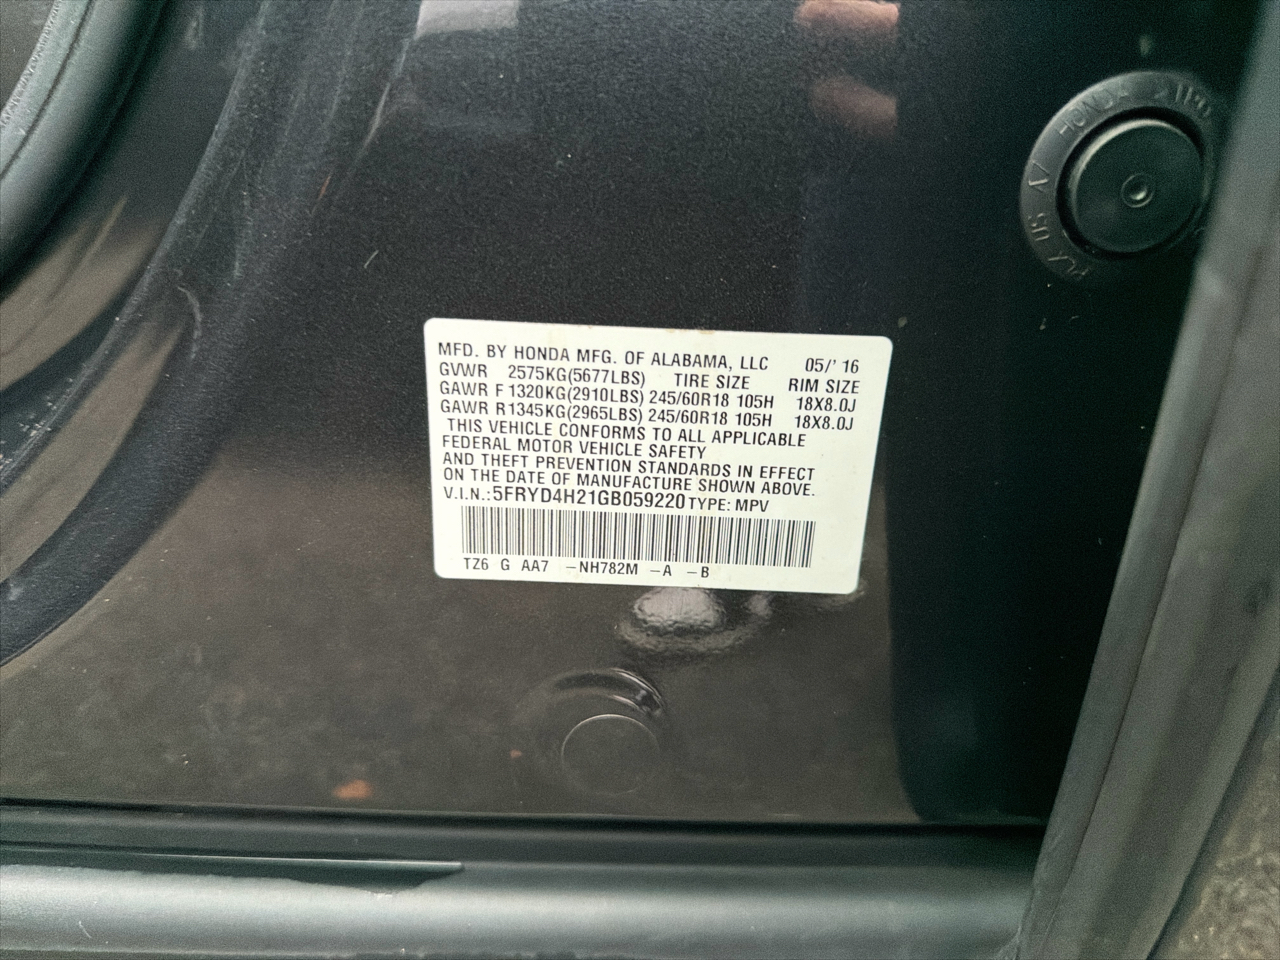 MFD. BY HONDA MFG. OF ALABAMA, LLC 05/' 16
GVWR 2575KG(5677LBS) TIRE SIZE RIM SIZE
GAWR F 1320KG(2910LBS) 245/60R18 105H 18X8.0J
GAWR R1345KG(2965LBS) 245/60R18 105H 18X8.0J
THIS VEHICLE CONFORMS TO ALL APPLICABLE
FEDERAL MOTOR VEHICLE SAFETY
AND THEFT PREVENTION STANDARDS IN EFFECT
ON THE DATE OF MANUFACTURE SHOWN ABOVE.
V.I.N.:5FRYD4H21GB059220 TYPE: MPV
TZ6 G AA7 –NH782M –A –B
HONDA
PLX US